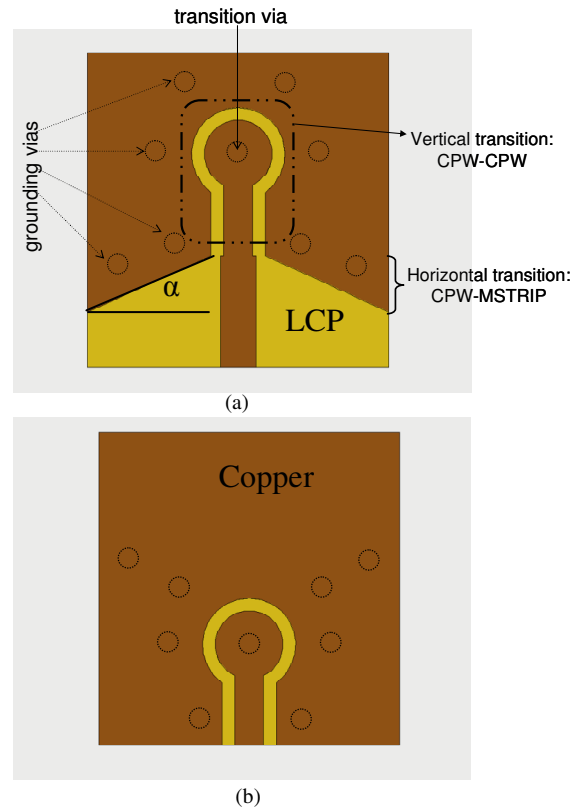 transition via
grounding vias
Vertical transition:
CPW-CPW
α
LCP
Horizontal transition:
CPW-MSTRIP
(a)
Copper
(b)